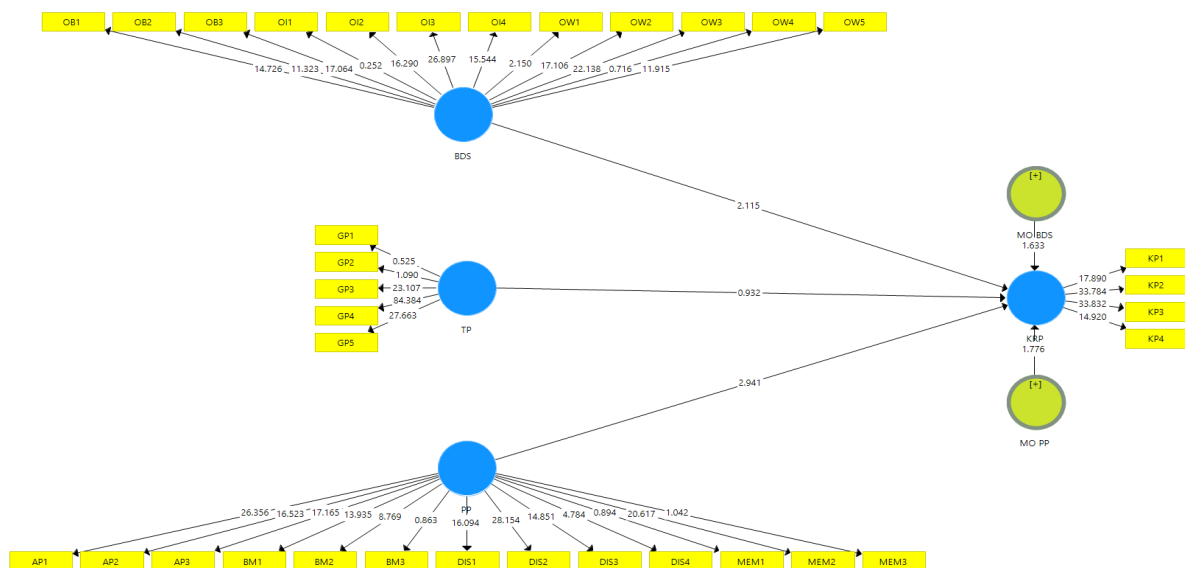 OB1 OB2 OB3 OI1 OI2 OI3 OI4 OW1 OW2 OW3 OW4 OW5
14.726 11.323 17.064 0.252 16.290 26.897 15.544 2.150 17.106 22.138 0.716 11.915
BDS
2.115
[+]
MO BDS
1.633
GP1
GP2
GP3
GP4
GP5
0.525
1.090
23.107
84.384
27.663
TP
0.932
KRP
KP1
KP2
KP3
KP4
17.890
33.784
33.832
14.920
1.776
[+]
MO PP
2.941
PP
26.356 16.523 17.165 13.935 8.769 0.863 16.094 28.154 14.851 4.784 0.894 20.617 1.042
AP1 AP2 AP3 BM1 BM2 BM3 DIS1 DIS2 DIS3 DIS4 MEM1 MEM2 MEM3